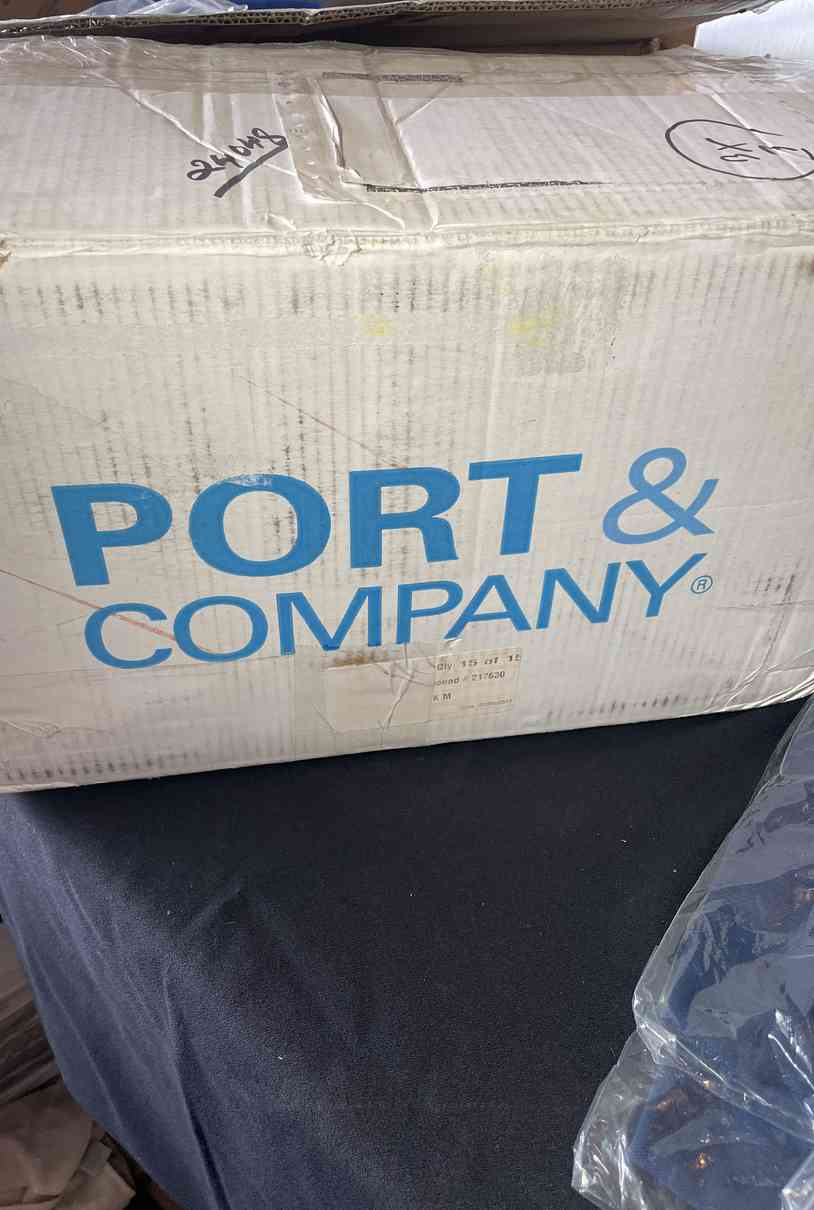 24048
PORT &
COMPANY®
Qty 15 of 15
# 217630
K M